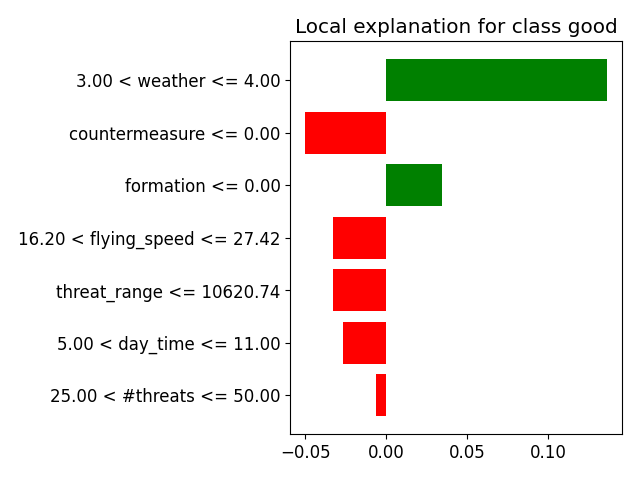 Local explanation for class good
3.00 < weather <= 4.00
countermeasure <= 0.00
formation <= 0.00
16.20 < flying_speed <= 27.42
threat_range <= 10620.74
5.00 < day_time <= 11.00
25.00 < #threats <= 50.00
−0.05 0.00 0.05 0.10